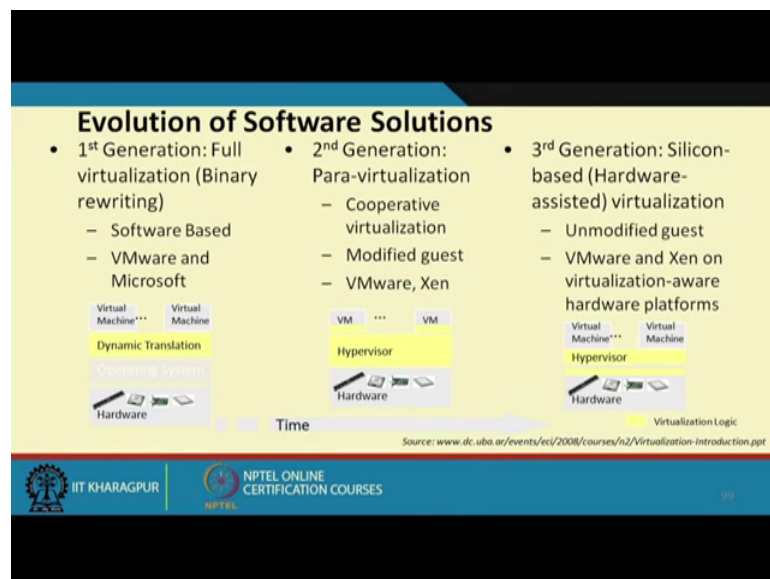 Evolution of Software Solutions
• 1st Generation: Full
virtualization (Binary
rewriting)
– Software Based
– VMware and
Microsoft
Virtual
Machine
...
Virtual
Machine
Dynamic Translation
Operating System
Hardware
• 2nd Generation:
Para-virtualization
– Cooperative
virtualization
– Modified guest
– VMware, Xen
VM
...
VM
Hypervisor
Hardware
• 3rd Generation: Silicon-
based (Hardware-
assisted) virtualization
– Unmodified guest
– VMware and Xen on
virtualization-aware
hardware platforms
Virtual
Machine
...
Virtual
Machine
Hypervisor
Hardware
Time
Virtualization Logic
Source: www.dc.uba.ar/events/eci/2008/courses/n2/Virtualization-Introduction.ppt
IIT KHARAGPUR
NPTEL
NPTEL ONLINE
CERTIFICATION COURSES
99